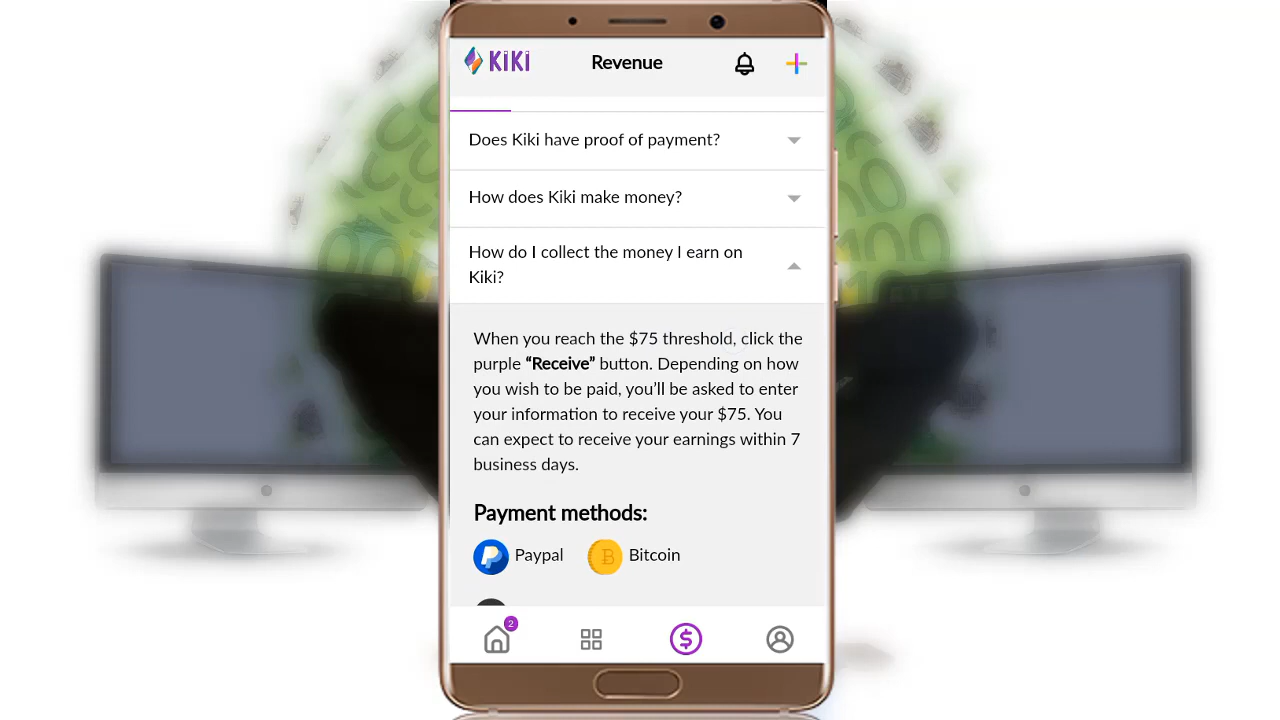 KiKi
Revenue
Does Kiki have proof of payment?
How does Kiki make money?
How do I collect the money I earn on
Kiki?
When you reach the $75 threshold, click the
purple “Receive” button. Depending on how
you wish to be paid, you’ll be asked to enter
your information to receive your $75. You
can expect to receive your earnings within 7
business days.
Payment methods:
Paypal Bitcoin
2
100
100